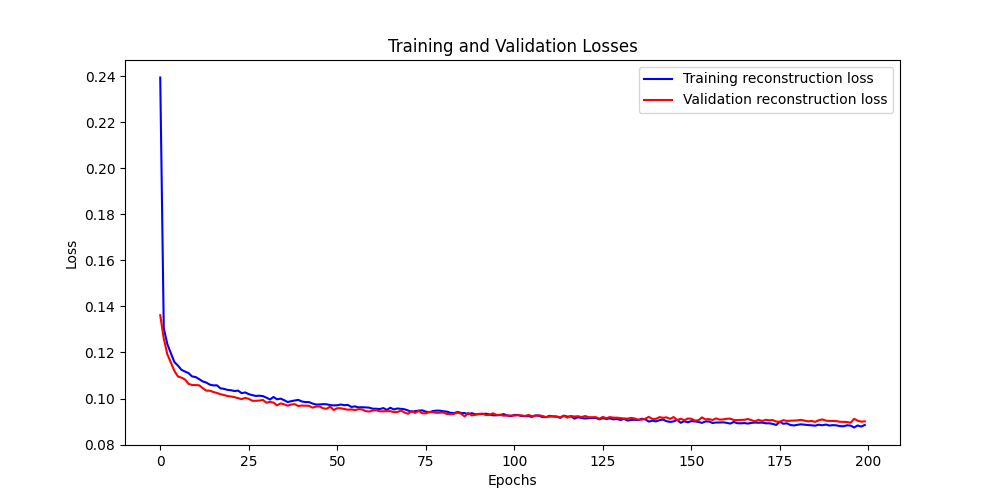 Training and Validation Losses
Training reconstruction loss
Validation reconstruction loss
0.24
0.22
0.20
0.18
0.16
0.14
0.12
0.10
0.08
Loss
0 25 50 75 100 125 150 175 200
Epochs